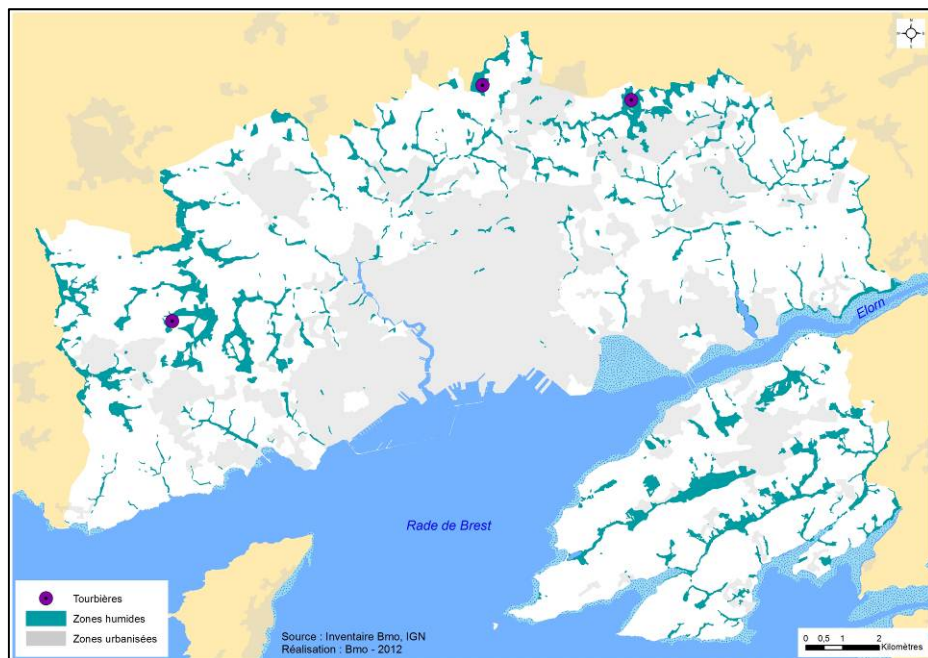 Elorn
Rade de Brest
Tourbières
Zones humides
Zones urbanisées
Source : Inventaire Bmo, IGN
Réalisation : Bmo - 2012
0 0,5 1 2
Kilomètres